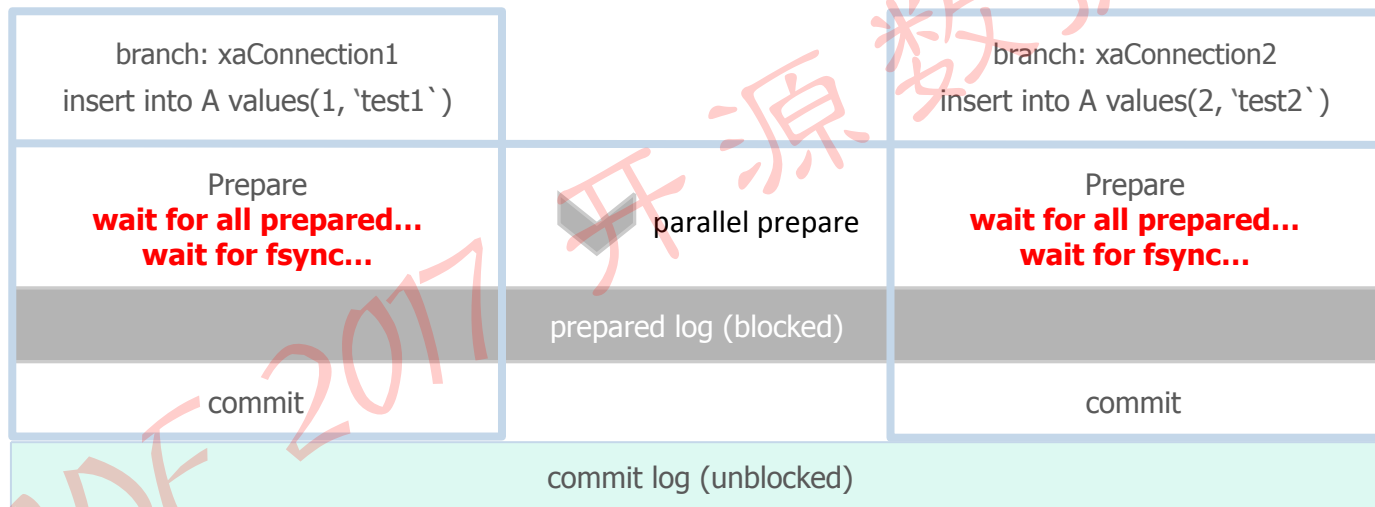 branch: xaConnection1
insert into A values(1, ‘test1`)
branch: xaConnection2
insert into A values(2, ‘test2`)
Prepare
wait for all prepared…
wait for fsync…
parallel prepare
Prepare
wait for all prepared…
wait for fsync…
prepared log (blocked)
commit
commit
commit log (unblocked)
2017 开源数